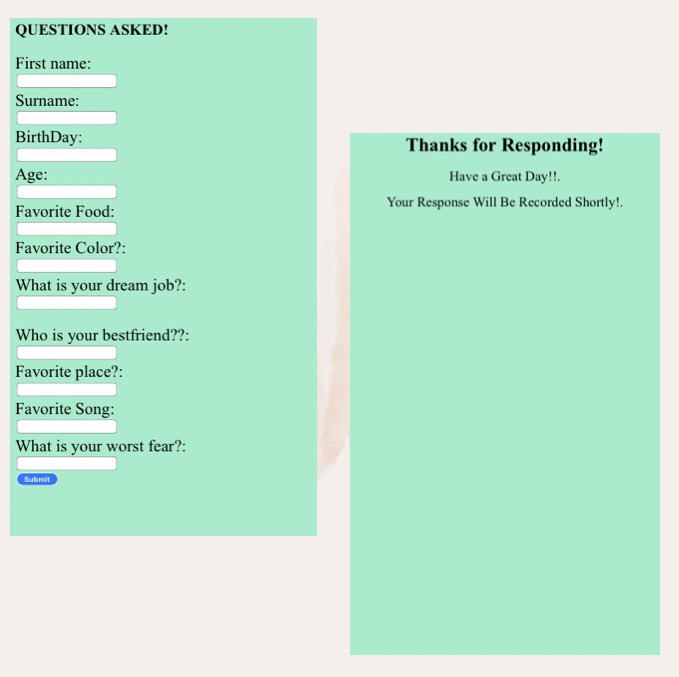 QUESTIONS ASKED!
First name:
Surname:
BirthDay:
Age:
Favorite Food:
Favorite Color?:
What is your dream job?:
Who is your bestfriend??:
Favorite place?:
Favorite Song:
What is your worst fear?:
Submit
Thanks for Responding!
Have a Great Day!!.
Your Response Will Be Recorded Shortly!.